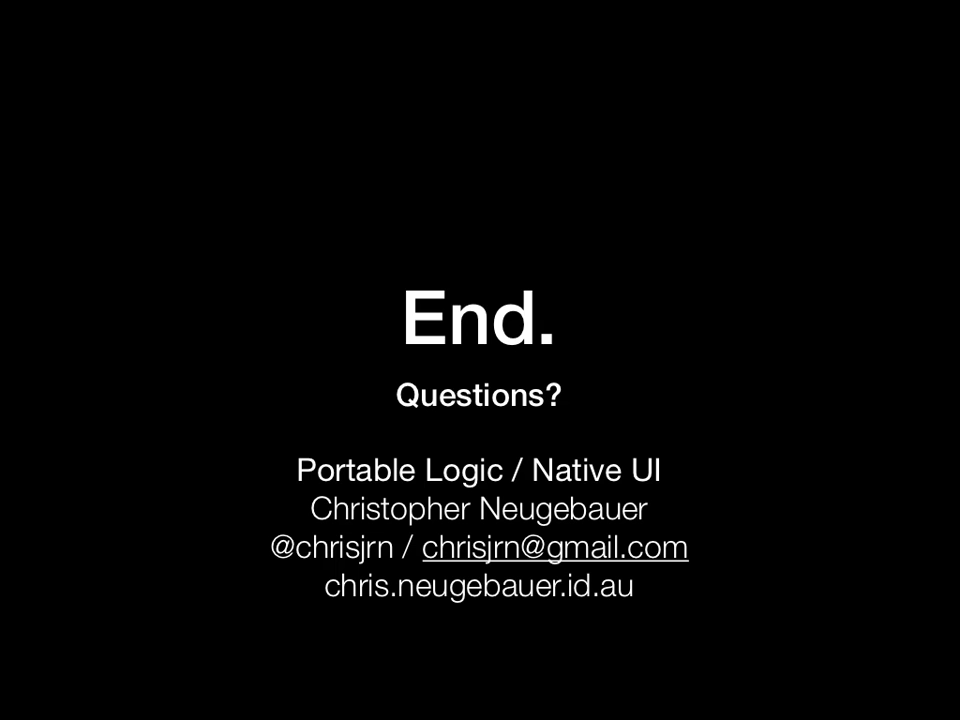 End.
Questions?
Portable Logic / Native UI
Christopher Neugebauer
@chrisjrn / chrisjrn@gmail.com
chris.neugebauer.id.au